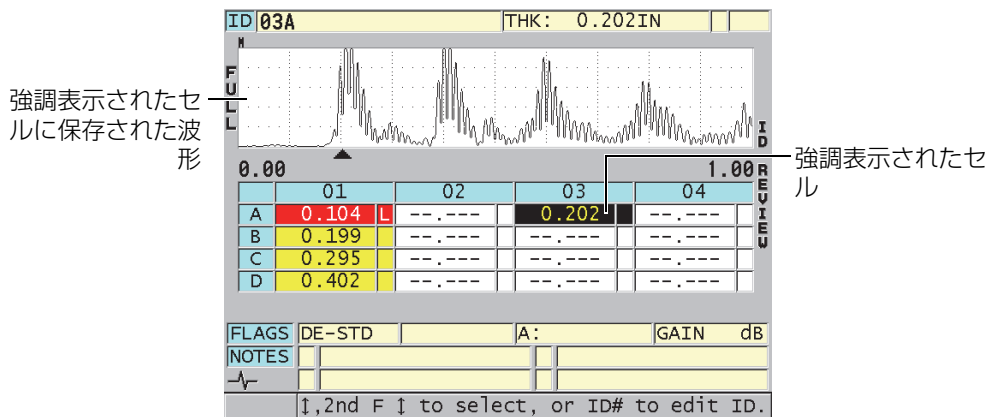 ID 03A THK: 0.202IN
M
FULL
強調表示されたセ
ルに保存された波
形
ID REVIEW
0.00 1.00
強調表示されたセ
ル
01 02 03 04
A 0.104 L --.--- 0.202 --.---
B 0.199 --.--- --.--- --.---
C 0.295 --.--- --.--- --.---
D 0.402 --.--- --.--- --.---
FLAGS DE-STD A: GAIN dB
NOTES
↕,2nd F ↕ to select, or ID# to edit ID.